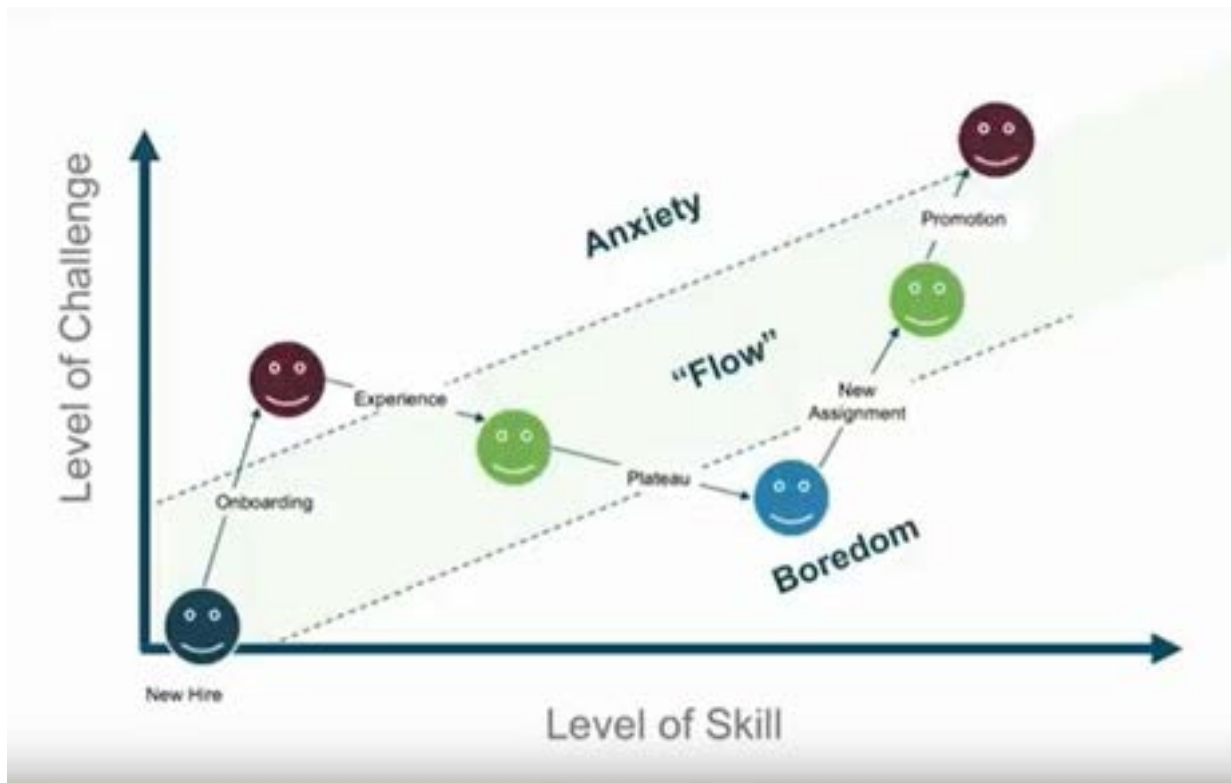 Level of Challenge
Anxiety
Promotion
"Flow"
Experience
New
Assignment
Plateau
Onboarding
Boredom
New Hire
Level of Skill